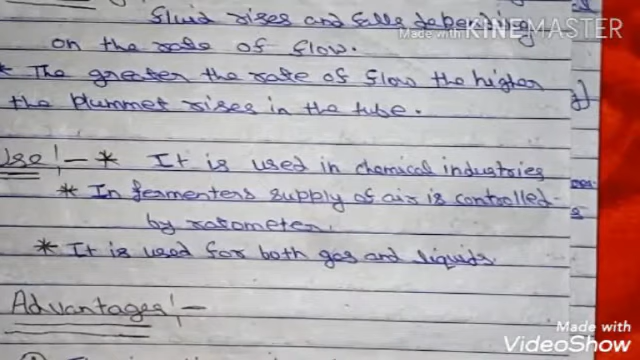 fluid rises and falls depending
on the rate of flow.
* The greater the rate of flow the higher
the plummet rises in the tube.
Use:- * It is used in chemical industries
* In fermenters supply of air is controlled
by rotometer.
* It is used for both gas and liquids.
Advantages:-
Made with KINEMASTER
Made with
VideoShow